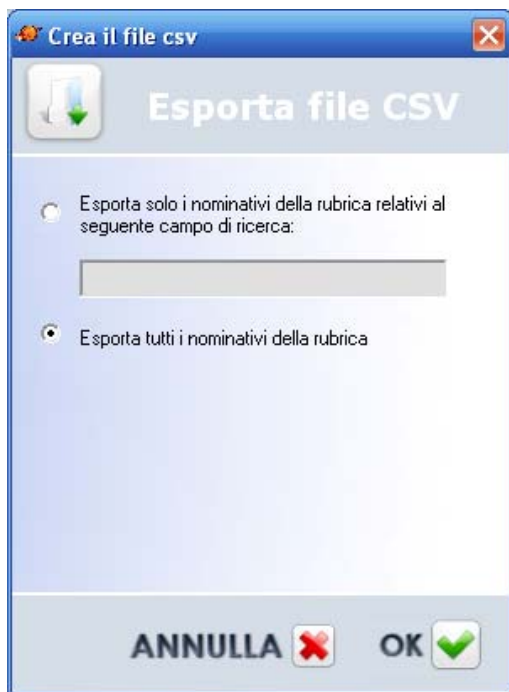 Crea il file csv
Esporta file CSV
Esporta solo i nominativi della rubrica relativi al
seguente campo di ricerca:
Esporta tutti i nominativi della rubrica
ANNULLA OK